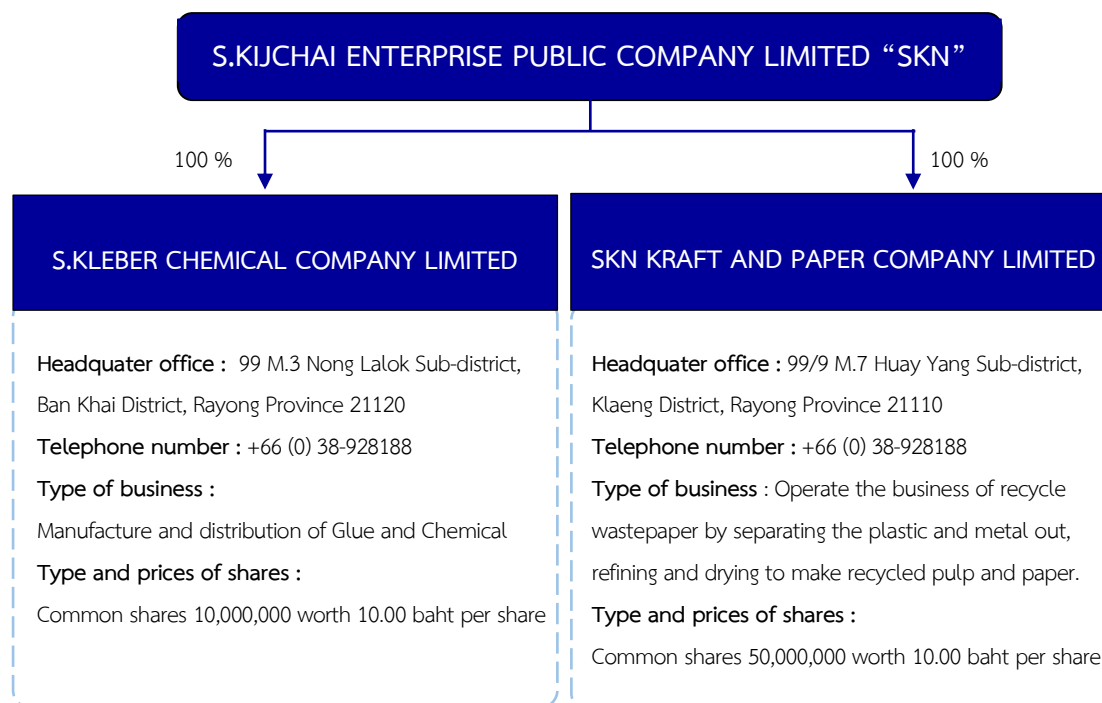 S.KIJCHAI ENTERPRISE PUBLIC COMPANY LIMITED “SKN”
100 %
100 %
S.KLEBER CHEMICAL COMPANY LIMITED
Headquater office : 99 M.3 Nong Lalok Sub-district,
Ban Khai District, Rayong Province 21120
Telephone number : +66 (0) 38-928188
Type of business :
Manufacture and distribution of Glue and Chemical
Type and prices of shares :
Common shares 10,000,000 worth 10.00 baht per share
SKN KRAFT AND PAPER COMPANY LIMITED
Headquater office : 99/9 M.7 Huay Yang Sub-district,
Klaeng District, Rayong Province 21110
Telephone number : +66 (0) 38-928188
Type of business : Operate the business of recycle
wastepaper by separating the plastic and metal out,
refining and drying to make recycled pulp and paper.
Type and prices of shares :
Common shares 50,000,000 worth 10.00 baht per share